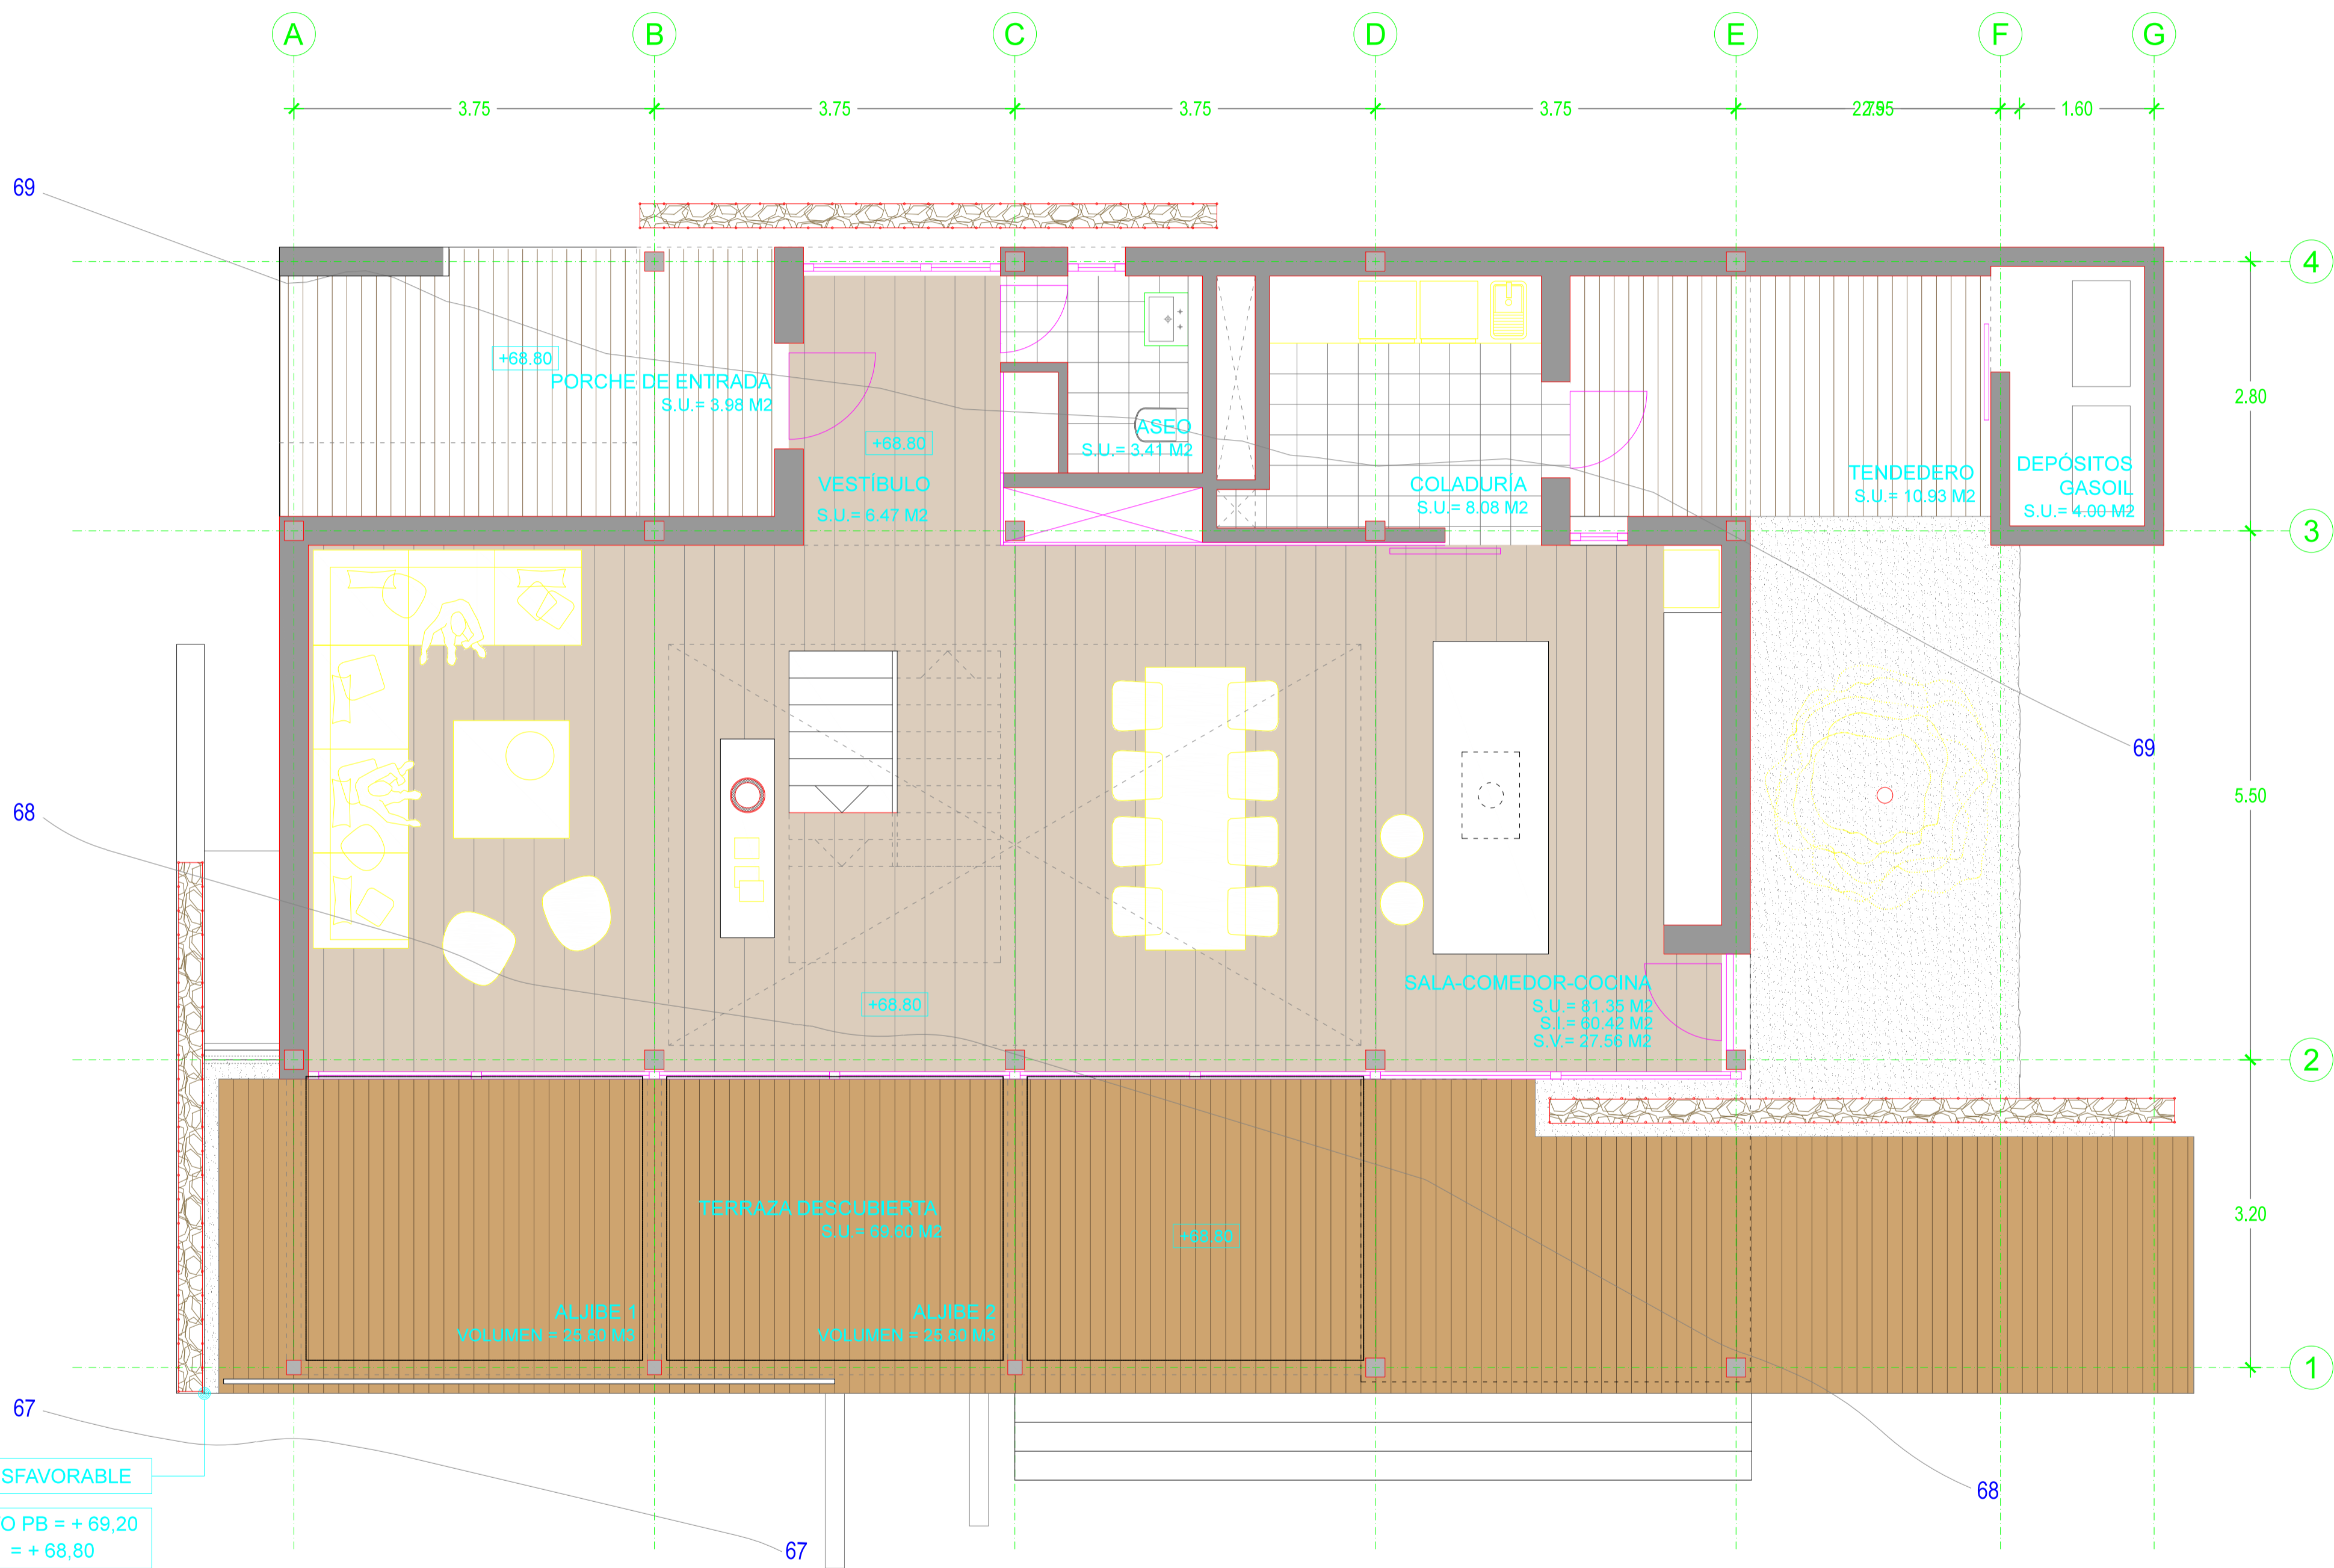 A B C D E F G
3.75 3.75 3.75 3.75 1.60
69
4
+68.80
PORCHE DE ENTRADA
S.U.= 3.98 M2
2.80
+68.80
ASEO
S.U.= 3.41 M2
VESTÍBULO
S.U.= 6.47 M2
COLADURÍA
S.U.= 8.08 M2
TENDEDERO
S.U.= 10.93 M2
DEPÓSITOS
GASOIL
S.U.= 4.00 M2
3
69
5.50
68
SALA-COMEDOR-COCINA
S.U.= 81.35 M2
S.I.= 60.42 M2
S.V.= 27.56 M2
+68.80
2
TERRAZA DESCUBIERTA
S.U.= 69.60 M2
+68.80
3.20
ALJIBE 1
VOLUMEN = 25.80 M3
ALJIBE 2
VOLUMEN = 25.80 M3
1
67
SFAVORABLE
68
O PB = + 69,20
= + 68,80
67